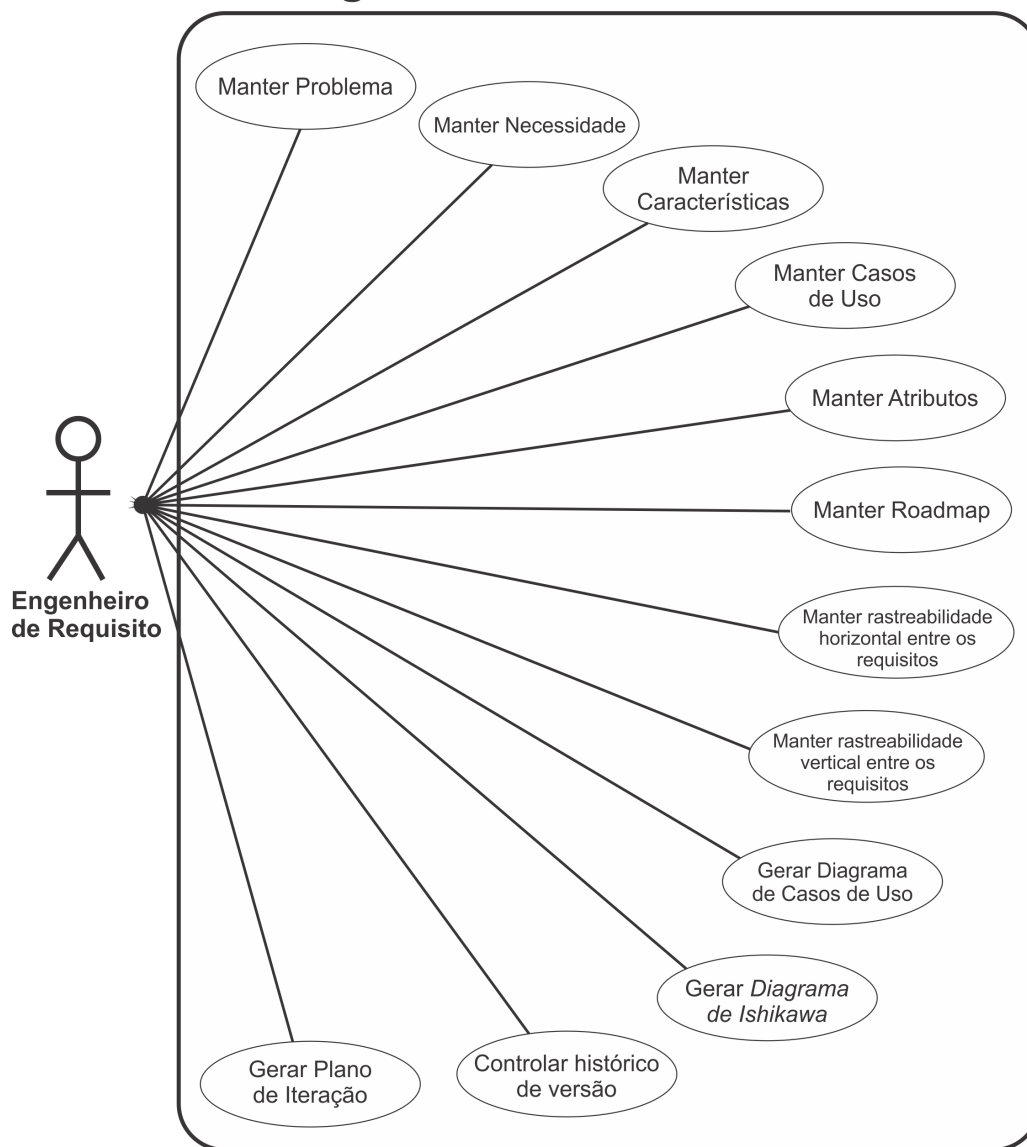 Manter Problema
Manter Necessidade
Manter
Características
Manter Casos
de Uso
Manter Atributos
Manter Roadmap
Engenheiro
de Requisito
Manter rastreabilidade
horizontal entre os
requisitos
Manter rastreabilidade
vertical entre os
requisitos
Gerar Diagrama
de Casos de Uso
Gerar Diagrama
de Ishikawa
Controlar histórico
de versão
Gerar Plano
de Iteração